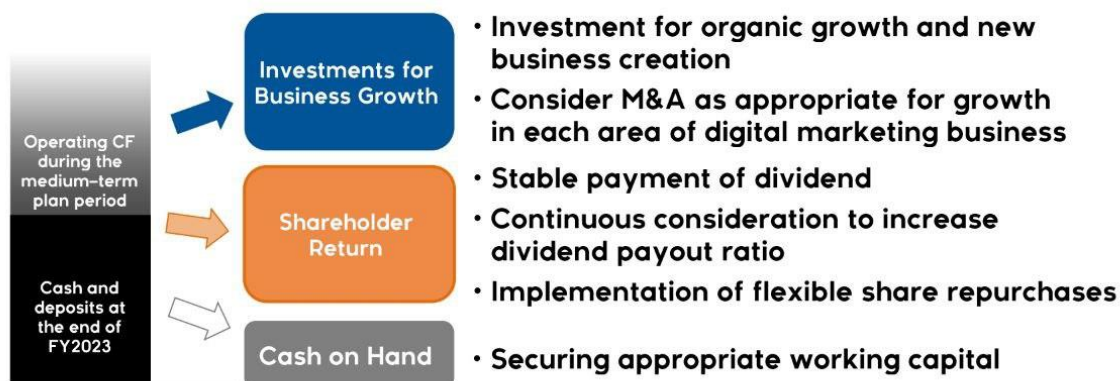 Operating CF
during the
medium-term
plan period
Cash and
deposits at
the end of
FY2023
Investments for
Business Growth
• Investment for organic growth and new
business creation
• Consider M&A as appropriate for growth
in each area of digital marketing business
Shareholder
Return
• Stable payment of dividend
• Continuous consideration to increase
dividend payout ratio
• Implementation of flexible share repurchases
Cash on Hand
• Securing appropriate working capital